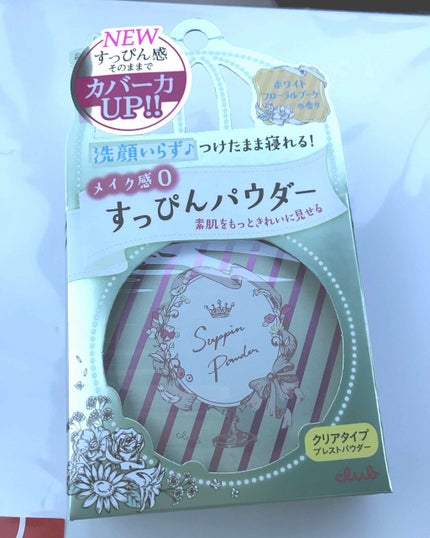 NEW
すっぴん感
そのままで
カバー力
UP!!
ホワイト
フローラルブーケ
の香り
洗顔いらず♪つけたまま寝れる!
メイク感0
すっぴんパウダー
素肌をもっときれいに見せる
Suppin
Powder
クリアタイプ
プレストパウダー
club